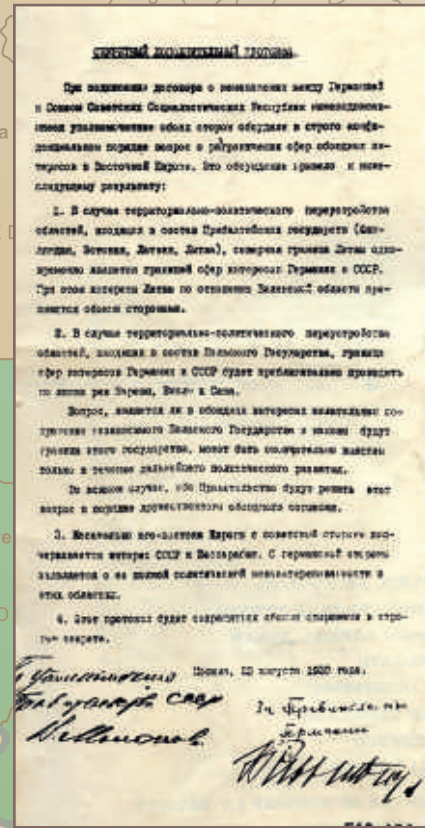 СЕКРЕТНЫЙ ДОПОЛНИТЕЛЬНЫЙ ПРОТОКОЛ.
При подписании договора о ненападении между Германией
и Союзом Советских Социалистических Республик нижеподписав-
шиеся уполномоченные обеих сторон обсудили в строго конфи-
денциальном порядке вопрос о разграничении сфер обоюдных ин-
тересов в Восточной Европе. Это обсуждение привело к ниже-
следующему результату:
1. В случае территориально-политического переустройства
областей, входящих в состав Прибалтийских государств (Фин-
ляндия, Эстония, Латвия, Литва), северная граница Литвы одно-
временно является границей сфер интересов Германии и СССР.
При этом интересы Литвы по отношению Виленской области при-
знаются обеими сторонами.
2. В случае территориально-политического переустройства
областей, входящих в состав Польского Государства, граница
сфер интересов Германии и СССР будет приблизительно проходить
по линии рек Нарева, Вислы и Сана.
Вопрос, является ли в обоюдных интересах желательным со-
хранение независимого Польского Государства и каковы будут
границы этого государства, может быть окончательно выяснен
только в течение дальнейшего политического развития.
Во всяком случае, оба Правительства будут решать этот
вопрос в порядке дружественного обоюдного согласия.
3. Касательно юго-востока Европы с советской стороны под-
черкивается интерес СССР к Бессарабии. С германской стороны
заявляется о ее полной политической незаинтересованности в
этих областях.
4. Этот протокол будет сохраняться обеими сторонами в стро-
гом секрете.
Москва, 23 августа 1939 года.
По уполномочию
Правительства СССР
В. Молотов
За Правительство
Германии